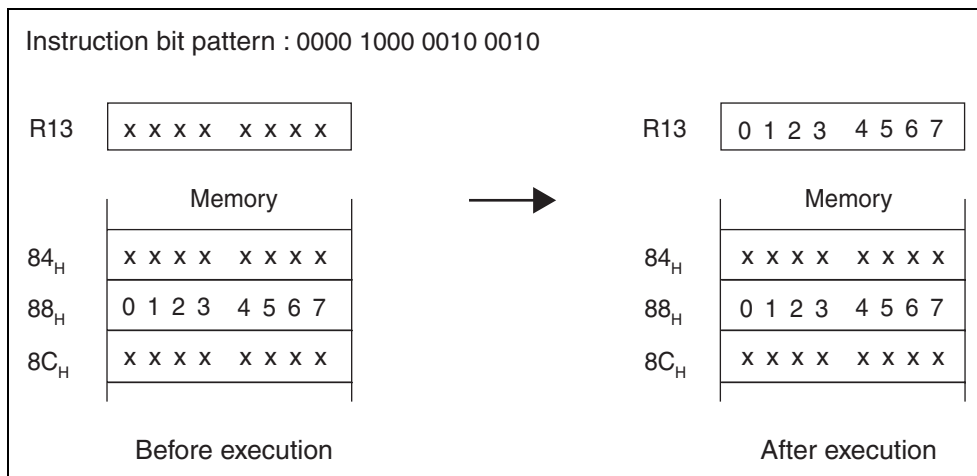 Instruction bit pattern : 0000 1000 0010 0010
R13 x x x x x x x x R13 0 1 2 3 4 5 6 7
Memory Memory
84H x x x x x x x x 84H x x x x x x x x
88H 0 1 2 3 4 5 6 7 88H 0 1 2 3 4 5 6 7
8CH x x x x x x x x 8CH x x x x x x x x
Before execution After execution